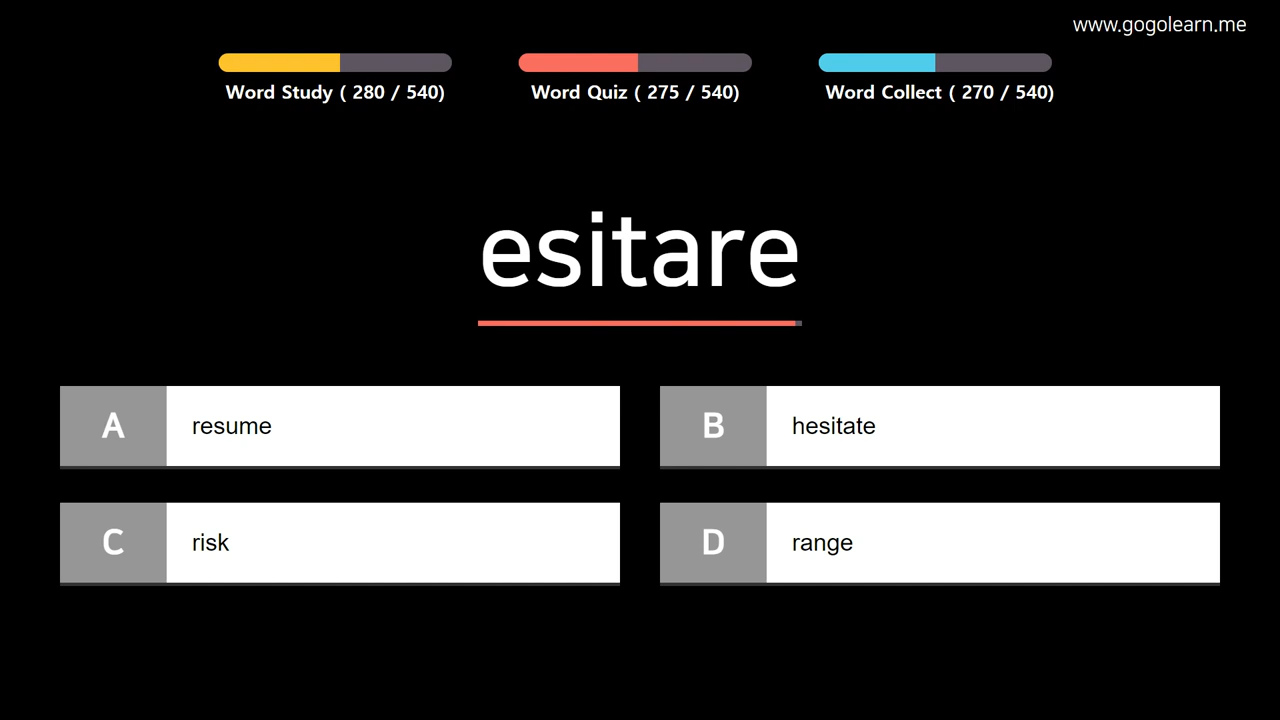 www.gogolearn.me
Word Study ( 280 / 540)
Word Quiz ( 275 / 540)
Word Collect ( 270 / 540)
esitare
A resume
B hesitate
C risk
D range